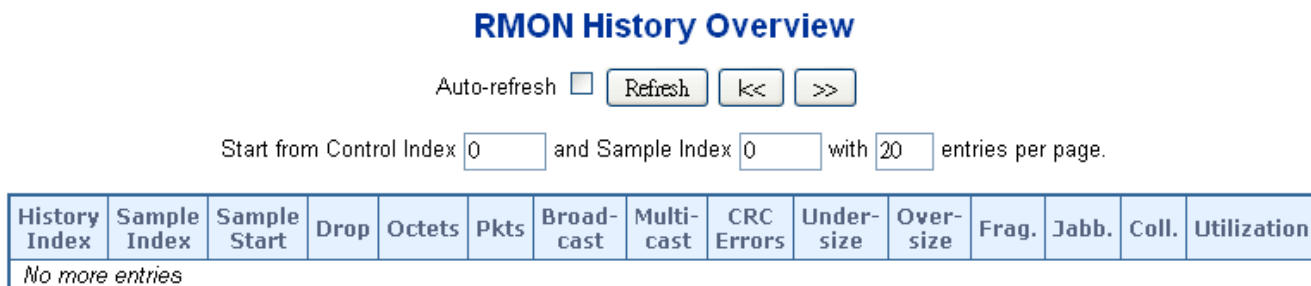 RMON History Overview
Auto-refresh Refresh |<< >>
Start from Control Index 0 and Sample Index 0 with 20 entries per page.
History Index Sample Index Sample Start Drop Octets Pkts Broad-cast Multi-cast CRC Errors Under-size Over-size Frag. Jabb. Coll. Utilization
No more entries